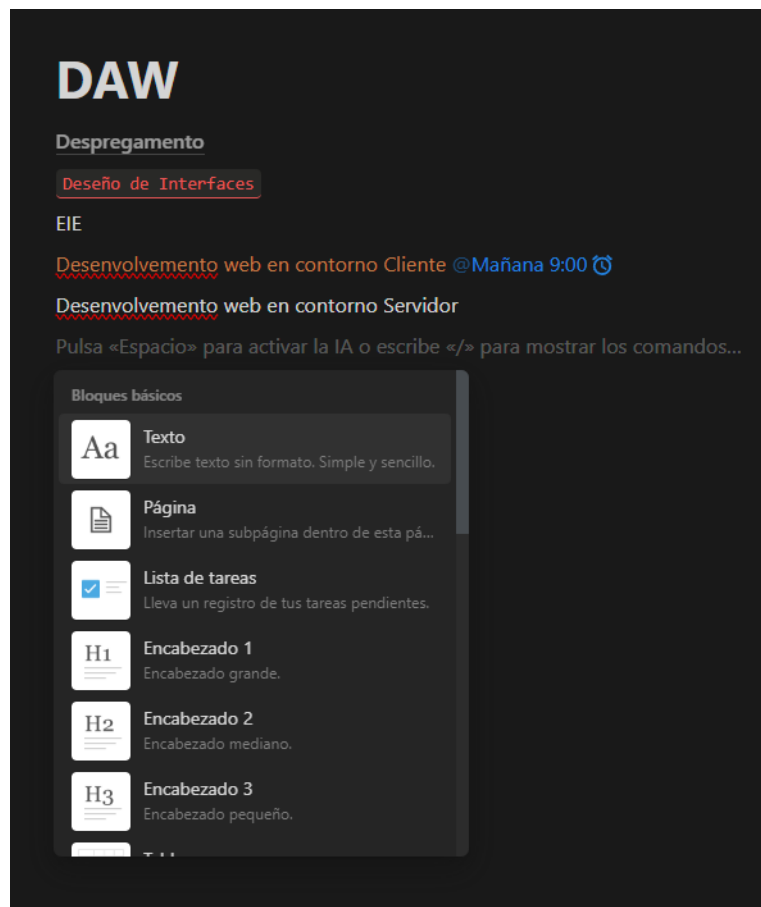 DAW
Despregamento
Deseño de Interfaces
EIE
Desenvolvemento web en contorno Cliente @Mañana 9:00
Desenvolvemento web en contorno Servidor
Pulsa «Espacio» para activar la IA o escribe «/» para mostrar los comandos...
Bloques básicos
Aa
Texto
Escribe texto sin formato. Simple y sencillo.
Página
Insertar una subpágina dentro de esta pá...
Lista de tareas
Lleva un registro de tus tareas pendientes.
H1
Encabezado 1
Encabezado grande.
H2
Encabezado 2
Encabezado mediano.
H3
Encabezado 3
Encabezado pequeño.